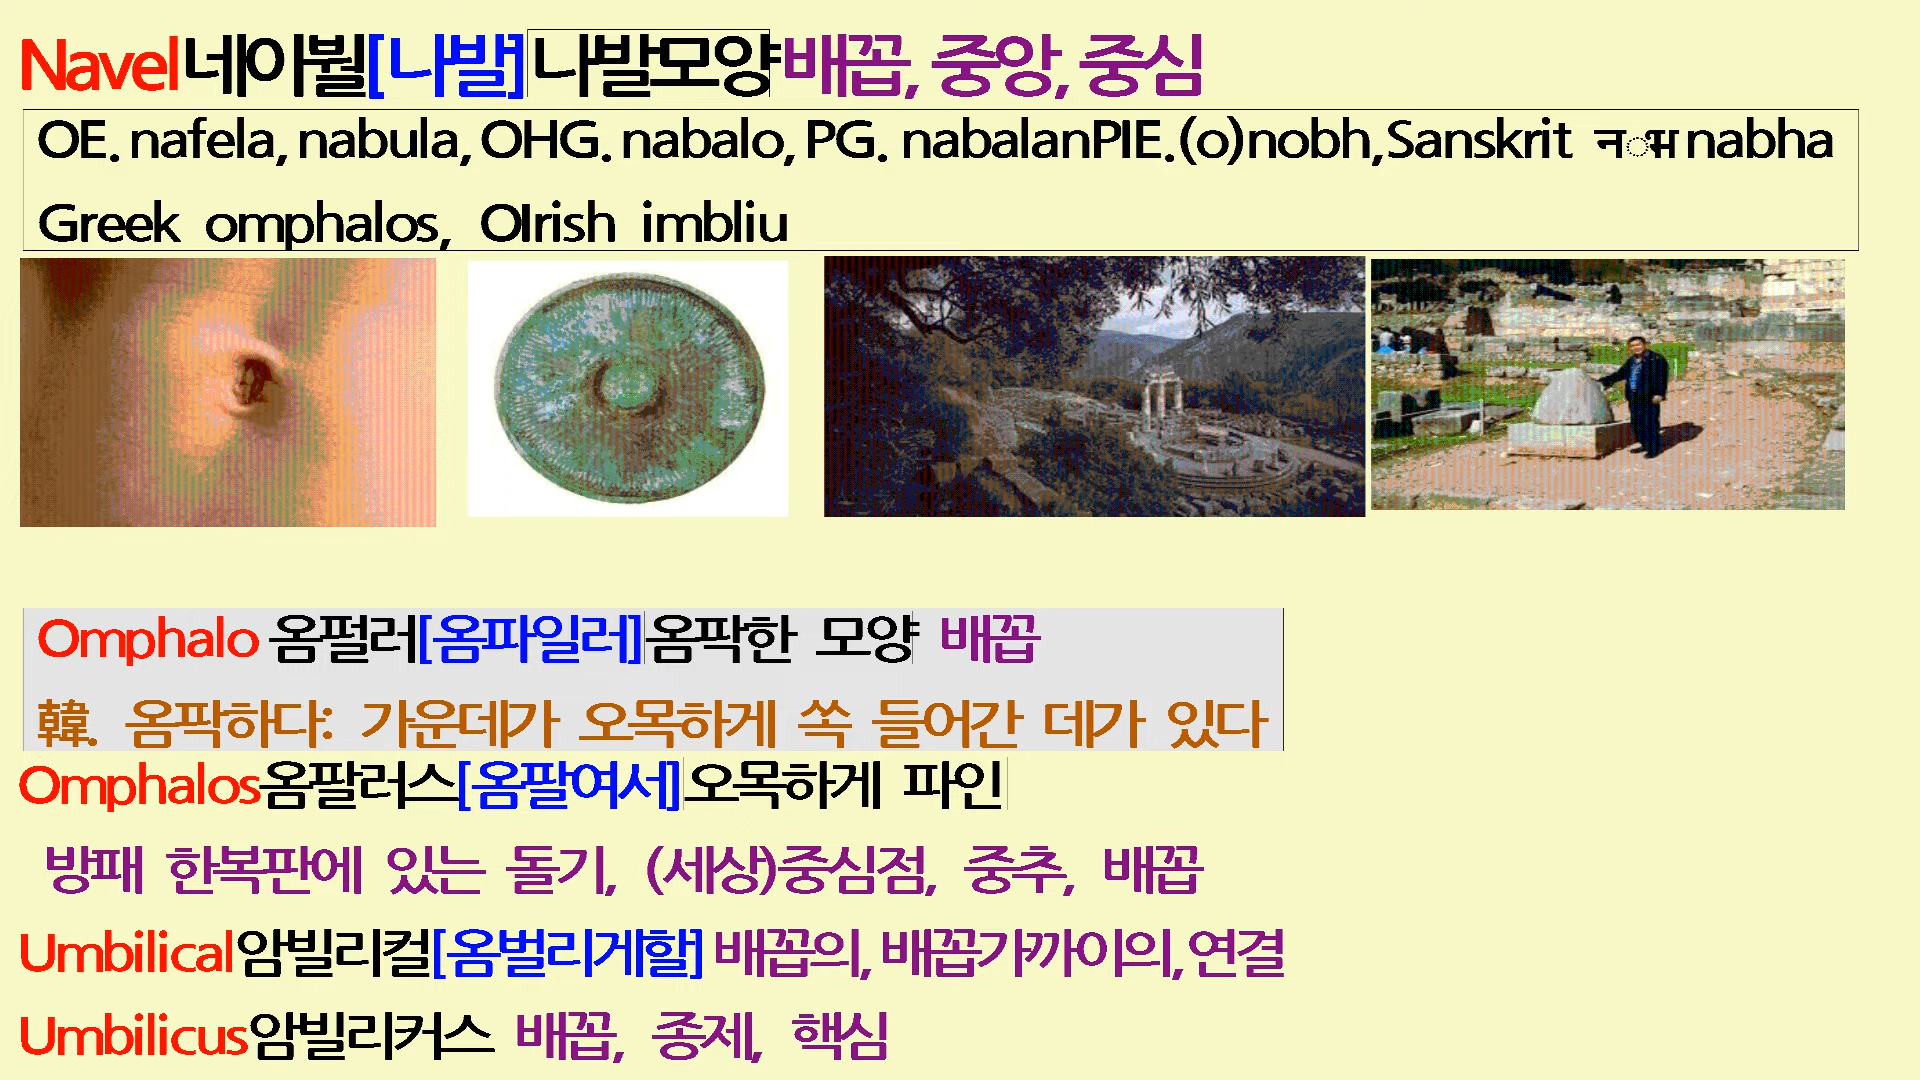 Navel네아뷀[나발]나발모양배꼽, 중앙, 중심
OE. nafela, nabula, OHG. nabalo, PG. nabalanPIE.(o)nobh,Sanskrit न◌ाभ nabha
Greek omphalos, OIrish imbliu
Omphalo 옴펄러[옴파일러]옴팍한 모양 배꼽
韓. 옴팍하다: 가운데가 오목하게 쏙 들어간 데가 있다
Omphalos옴팔러스[옴팔여서]오목하게 파인
방패 한복판에 있는 돌기, (세상)중심점, 중추, 배꼽
Umbilical암빌리컬[옴벌리게할] 배꼽의, 배꼽가까이의, 연결
Umbilicus암빌리커스 배꼽, 종제, 핵심